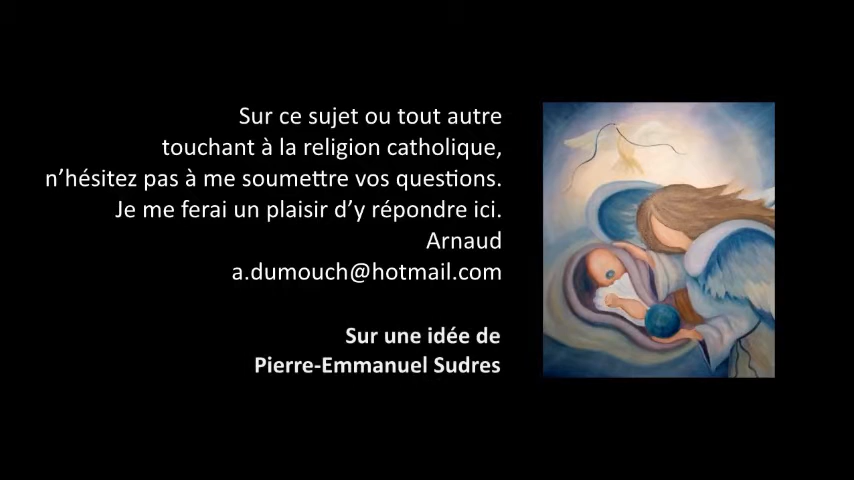 Sur ce sujet ou tout autre
touchant à la religion catholique,
n’hésitez pas à me soumettre vos questions.
Je me ferai un plaisir d’y répondre ici.
Arnaud
a.dumouch@hotmail.com
Sur une idée de
Pierre-Emmanuel Sudres